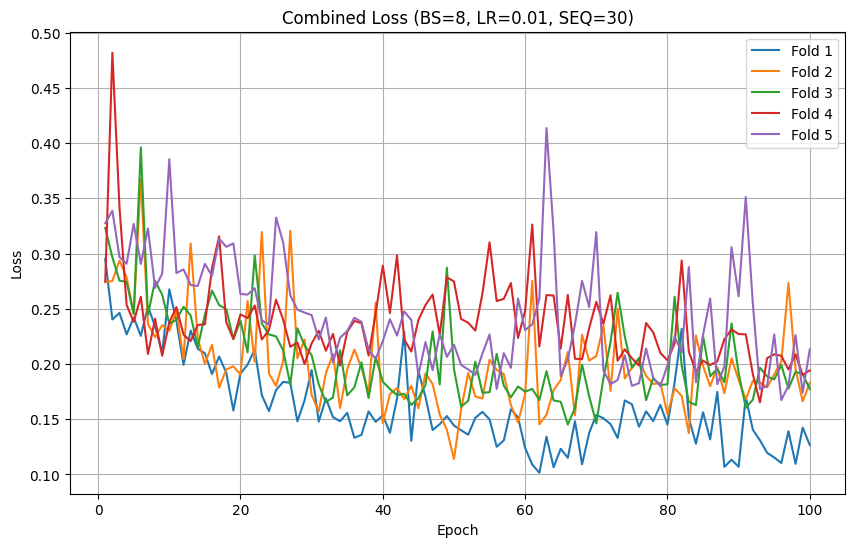 Combined Loss (BS=8, LR=0.01, SEQ=30)
Loss
0.50
0.45
0.40
0.35
0.30
0.25
0.20
0.15
0.10
Fold 1
Fold 2
Fold 3
Fold 4
Fold 5
0
20
40
60
80
100
Epoch